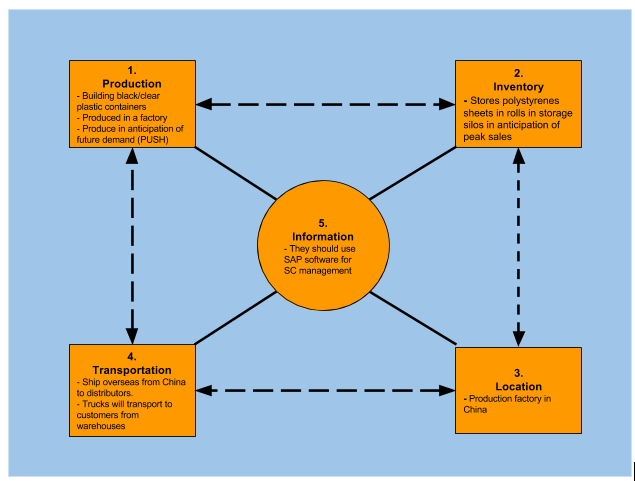 1.
Production
- Building black/clear
plastic containers
- Produced in a factory
- Produce in anticipation of
future demand (PUSH)
2.
Inventory
- Stores polystyrenes
sheets in rolls in storage
silos in anticipation of
peak sales
5.
Information
- They should use
SAP software for
SC management
4.
Transportation
- Ship overseas from China
to distributors.
- Trucks will transport to
customers from
warehouses
3.
Location
- Production factory in
China